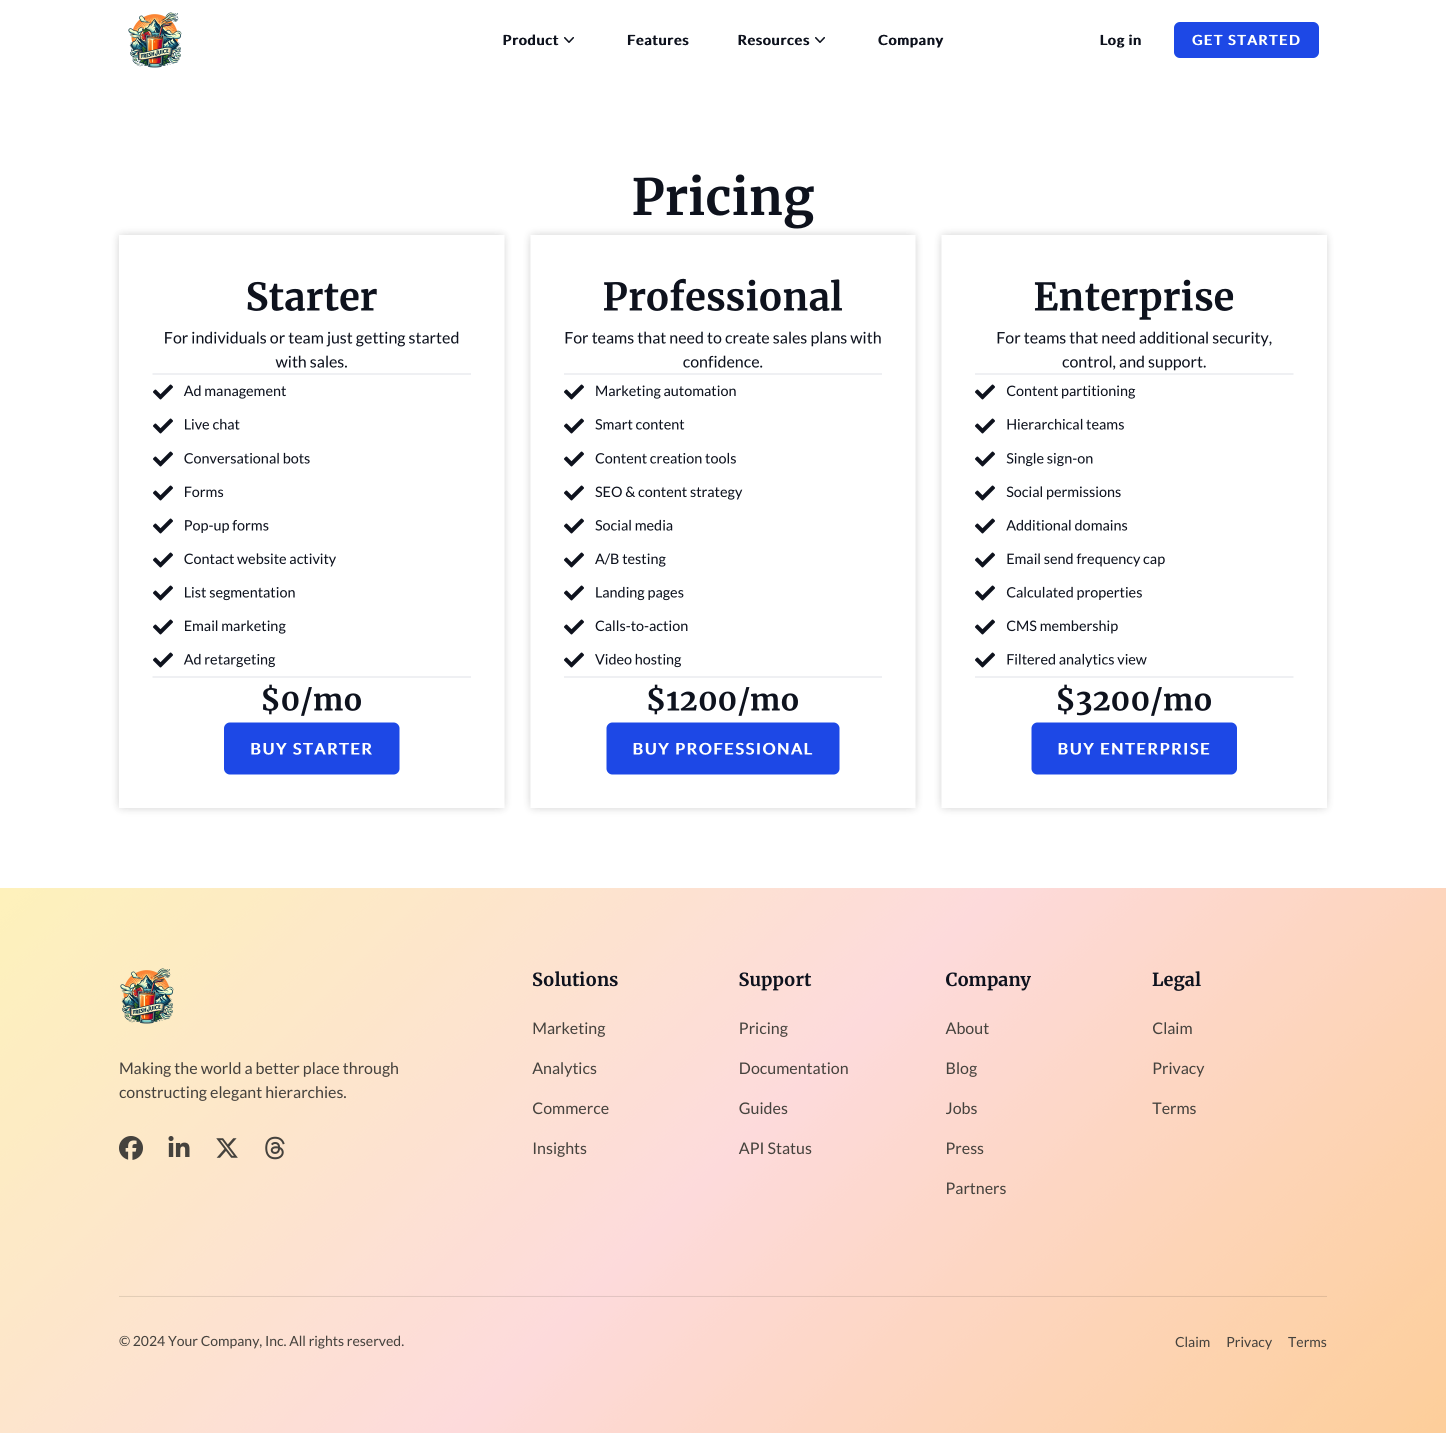 FRESH JUICE
Product
Features
Resources
Company
Log in
GET STARTED
Pricing
Starter
For individuals or team just getting started
with sales.
Ad management
Live chat
Conversational bots
Forms
Pop-up forms
Contact website activity
List segmentation
Email marketing
Ad retargeting
$0/mo
BUY STARTER
Professional
For teams that need to create sales plans with
confidence.
Marketing automation
Smart content
Content creation tools
SEO & content strategy
Social media
A/B testing
Landing pages
Calls-to-action
Video hosting
$1200/mo
BUY PROFESSIONAL
Enterprise
For teams that need additional security,
control, and support.
Content partitioning
Hierarchical teams
Single sign-on
Social permissions
Additional domains
Email send frequency cap
Calculated properties
CMS membership
Filtered analytics view
$3200/mo
BUY ENTERPRISE
FRESH JUICE
Making the world a better place through
constructing elegant hierarchies.
Solutions
Marketing
Analytics
Commerce
Insights
Support
Pricing
Documentation
Guides
API Status
Company
About
Blog
Jobs
Press
Partners
Legal
Claim
Privacy
Terms
© 2024 Your Company, Inc. All rights reserved.
Claim Privacy Terms